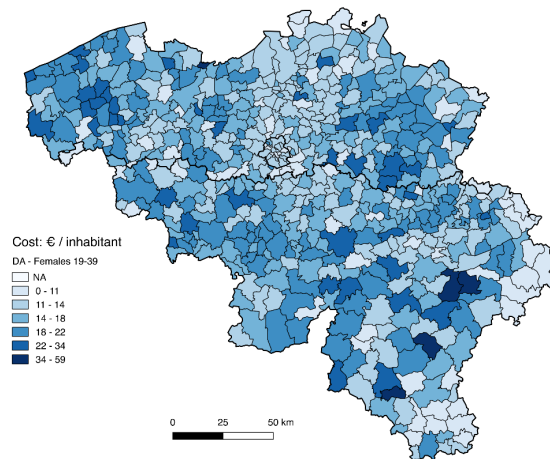 Cost: € / inhabitant
DA - Females 19-39
NA
0 - 11
11 - 14
14 - 18
18 - 22
22 - 34
34 - 59
0 25 50 km